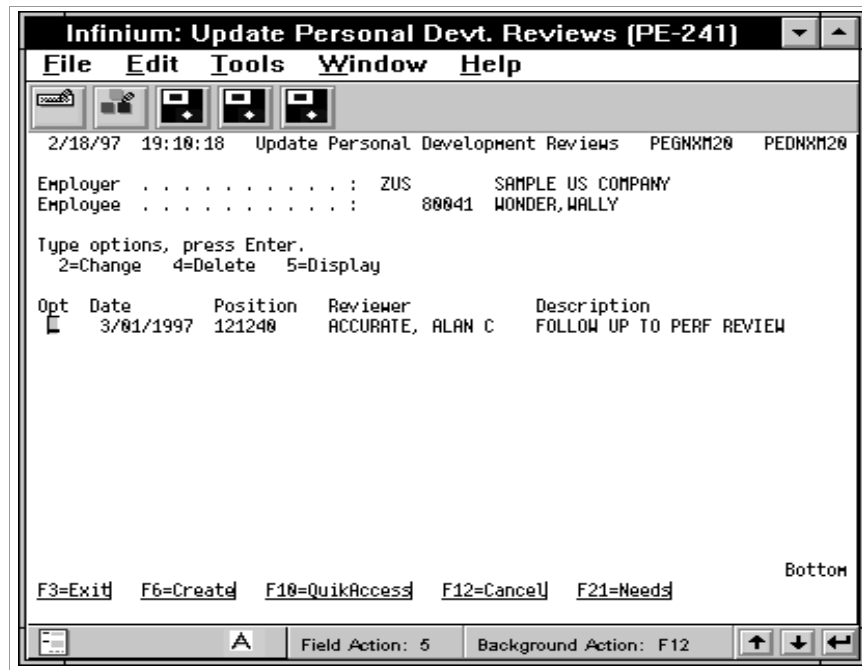 Infinium: Update Personal Devt. Reviews (PE-241)
File Edit Tools Window Help
2/18/97 19:10:18 Update Personal Development Reviews PEGNXM20 PEDNXM20
Employer . . . . . . . . . . . : ZUS SAMPLE US COMPANY
Employee . . . . . . . . . . . : 80041 WONDER,WALLY
Type options, press Enter.
2=Change 4=Delete 5=Display
Opt Date Position Reviewer Description
3/01/1997 121240 ACCURATE, ALAN C FOLLOW UP TO PERF REVIEW
Bottom
F3=Exit F6=Create F10=QuikAccess F12=Cancel F21=Needs
A Field Action: 5 Background Action: F12